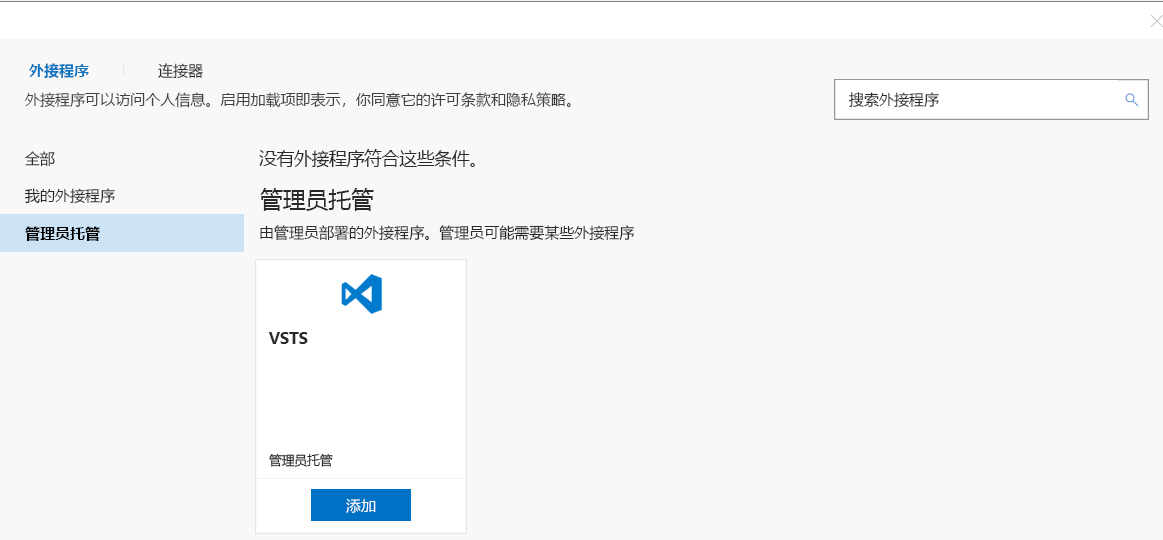 外接程序
连接器
外接程序可以访问个人信息。启用加载项即表示，你同意它的许可条款和隐私策略。
搜索外接程序
全部
我的外接程序
管理员托管
没有外接程序符合这些条件。
管理员托管
由管理员部署的外接程序。管理员可能需要某些外接程序
VSTS
管理员托管
添加